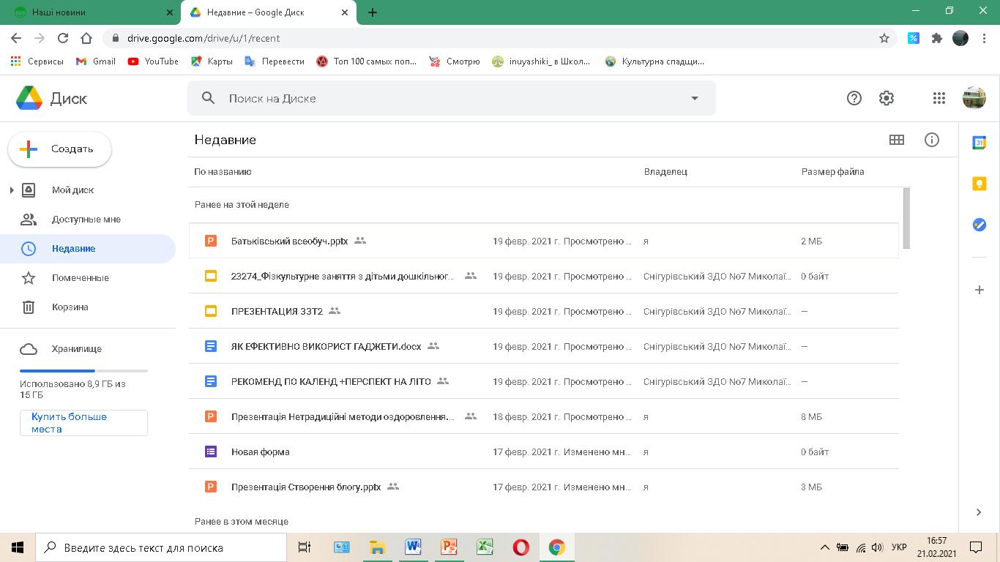 Наші новини
Недавние – Google Диск
drive.google.com/drive/u/1/recent
Сервисы Gmail YouTube Карты Перевести Топ 100 самых поп... Смотрю inuyashiki_ в Школ... Культурна спадщи...
Диск
Поиск на Диске
Создать
Мой диск
Доступные мне
Недавние
Помеченные
Корзина
Хранилище
Использовано 8,9 ГБ из
15 ГБ
Купить больше
места
Недавние
По названию Владелец Размер файла
Ранее на этой неделе
Батьківський всеобуч.pptx 19 февр. 2021 г. Просмотрено ... я 2 МБ
23274_Фізкультурне заняття з дітьми дошкільног... 19 февр. 2021 г. Просмотрено ... Снігурівський ЗДО No7 Миколаї... 0 байт
ПРЕЗЕНТАЦИЯ ЗЗТ2 19 февр. 2021 г. Просмотрено ... Снігурівський ЗДО No7 Миколаї... —
ЯК ЕФЕКТИВНО ВИКОРИСТ ГАДЖЕТИ.docx 19 февр. 2021 г. Просмотрено ... Снігурівський ЗДО No7 Миколаї... —
РЕКОМЕНД ПО КАЛЕНД +ПЕРСПЕКТ НА ЛІТО 19 февр. 2021 г. Просмотрено ... Снігурівський ЗДО No7 Миколаї... —
Презентація Нетрадиційні методи оздоровлення.... 18 февр. 2021 г. Просмотрено ... я 8 МБ
Новая форма 17 февр. 2021 г. Изменено мн... я 0 байт
Презентація Створення блогу.pptx 17 февр. 2021 г. Изменено мн... я 3 МБ
Ранее в этом месяце
31
Введите здесь текст для поиска
УКР
16:57
21.02.2021